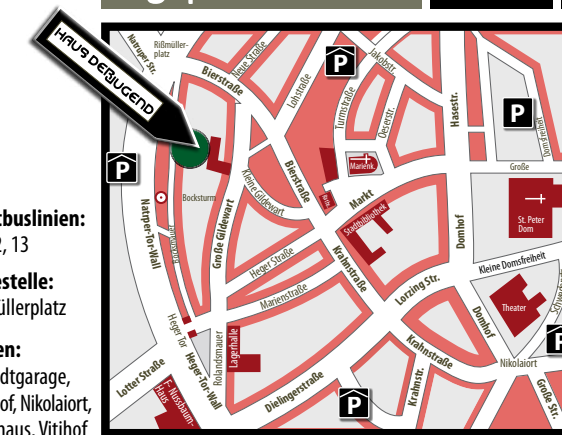 HAUS DER JUGEND
Natruper Str.
Rißmüller-
platz
Bierstraße
Neue Straße
Lohstraße
P
Jakobstr.
Turmstraße
Oeserstr.
Hasestr.
P
Domfreiheit
P
Marienk.
Große
Bierstraße
Kleine Gildewart
Markt
Stadtbibliothek
St. Peter
Dom
Bocksturm
Große Gildewart
Natruper-Tor-Wall
Domhof
tbuslinien:
2, 13
Heger Straße
Krahnstraße
Kleine Domsfreiheit
estelle:
üllerplatz
Marienstraße
Lorzing Str.
Theater
Domhof
Heger Tor
Heger-Tor-Wall
Rolandsmauer
Lagerhalle
Krahnstraße
P
en:
dtgarage,
of, Nikolaiort,
haus, Vitihof
Lotter Straße
F.-Nussbaum-
Haus
Dielingerstraße
P
Krahnstr.
Nikolaiort
Große Str.